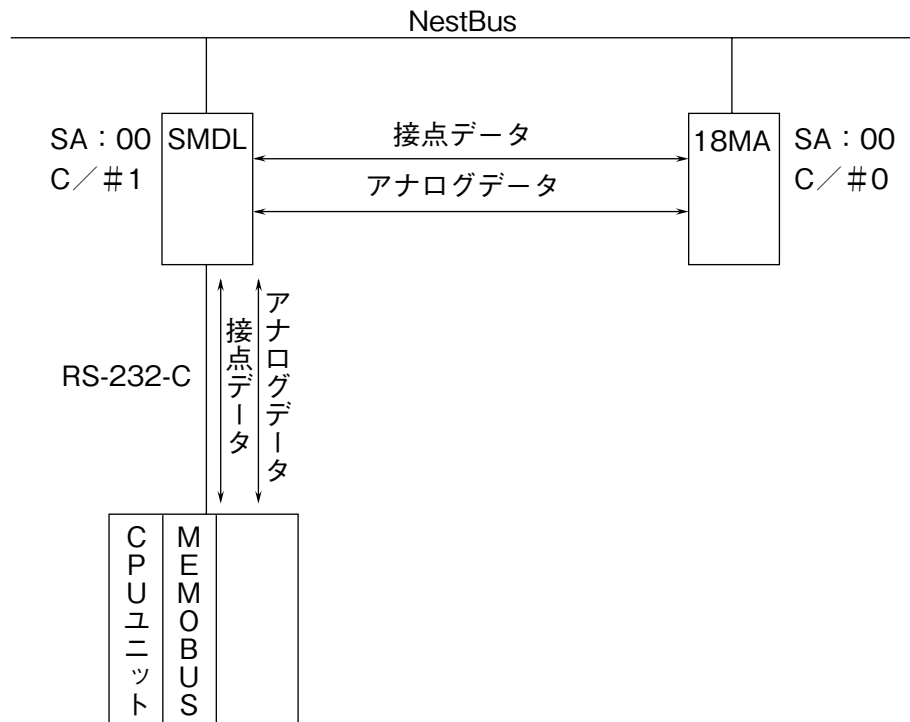 NestBus
SA：00
C／＃1
SMDL
接点データ
アナログデータ
18MA
SA：00
C／＃0
RS-232-C
接点データ
アナログデータ
CPUユニット
MEMOBUS